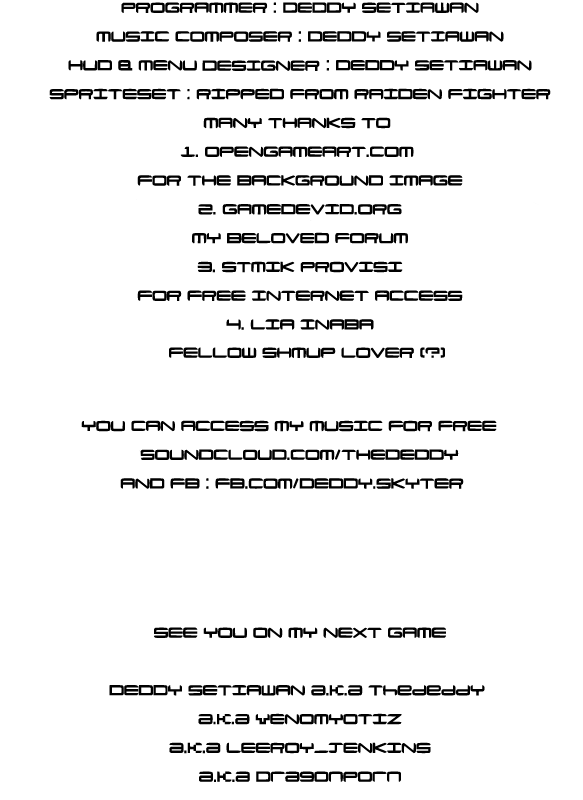 PROGRAMMER : DEDDY SETIAWAN
MUSIC COMPOSER : DEDDY SETIAWAN
HUD & MENU DESIGNER : DEDDY SETIAWAN
SPRITESET : RIPPED FROM RAIDEN FIGHTER
MANY THANKS TO
1. OPENGAMEART.COM
FOR THE BACKGROUND IMAGE
2. GAMEDEVID.ORG
MY BELOVED FORUM
3. STMIK PROVISI
FOR FREE INTERNET ACCESS
4. LIA INABA
FELLOW SHMUP LOVER (?)
YOU CAN ACCESS MY MUSIC FOR FREE
SOUNDCLOUD.COM/THEDEDDY
AND FB : FB.COM/DEDDY.SKYTER
SEE YOU ON MY NEXT GAME
DEDDY SETIAWAN a.k.a Thededdy
a.k.a VENOMYOTIZ
a.k.a LEEROY_JENKINS
a.k.a Dragonporn